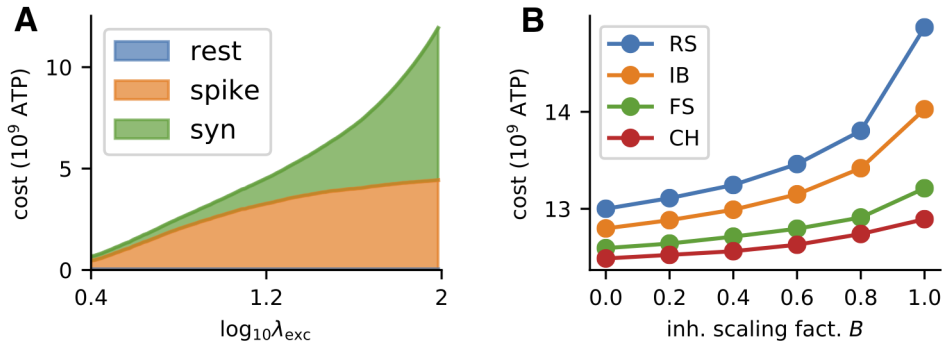 A
cost (10⁹ ATP)
10
5
0
rest
spike
syn
0.4
1.2
2
log₁₀λ_exc
B
cost (10⁹ ATP)
14
13
RS
IB
FS
CH
0.0 0.2 0.4 0.6 0.8 1.0
inh. scaling fact. B